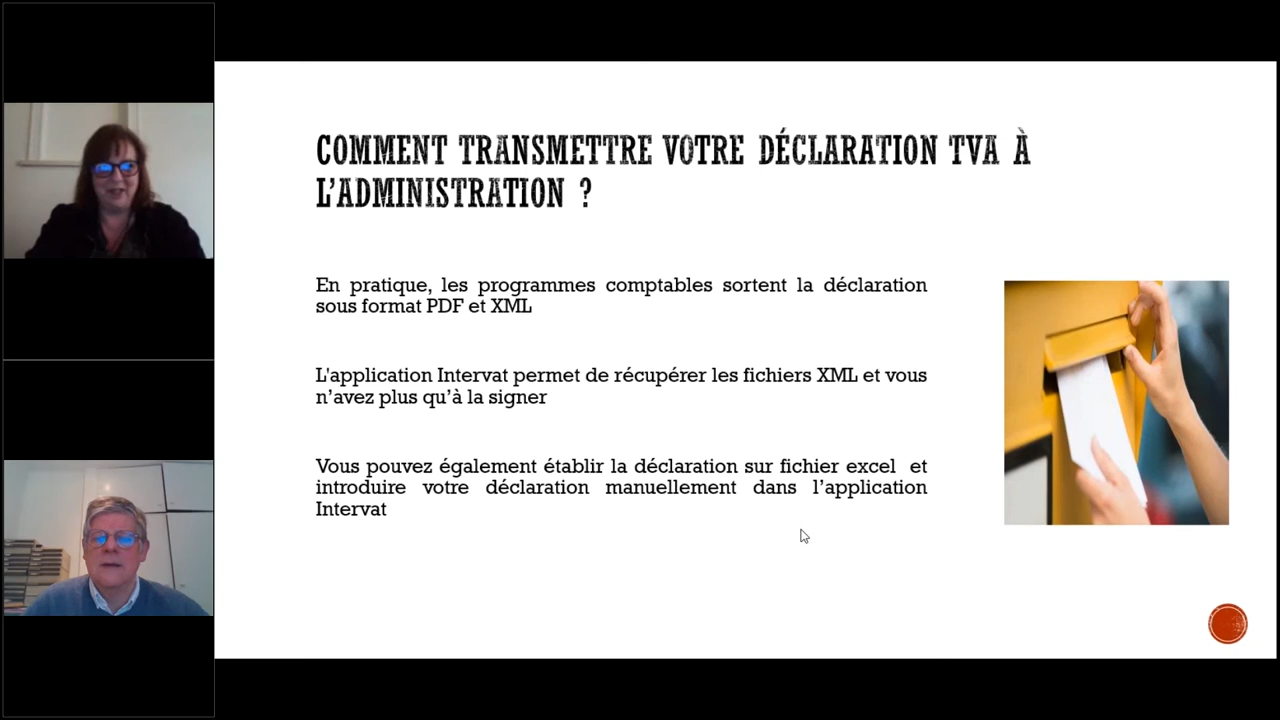 COMMENT TRANSMETTRE VOTRE DÉCLARATION TVA À
L’ADMINISTRATION ?
En pratique, les programmes comptables sortent la déclaration
sous format PDF et XML
L'application Intervat permet de récupérer les fichiers XML et vous
n’avez plus qu’à la signer
Vous pouvez également établir la déclaration sur fichier excel et
introduire votre déclaration manuellement dans l’application
Intervat